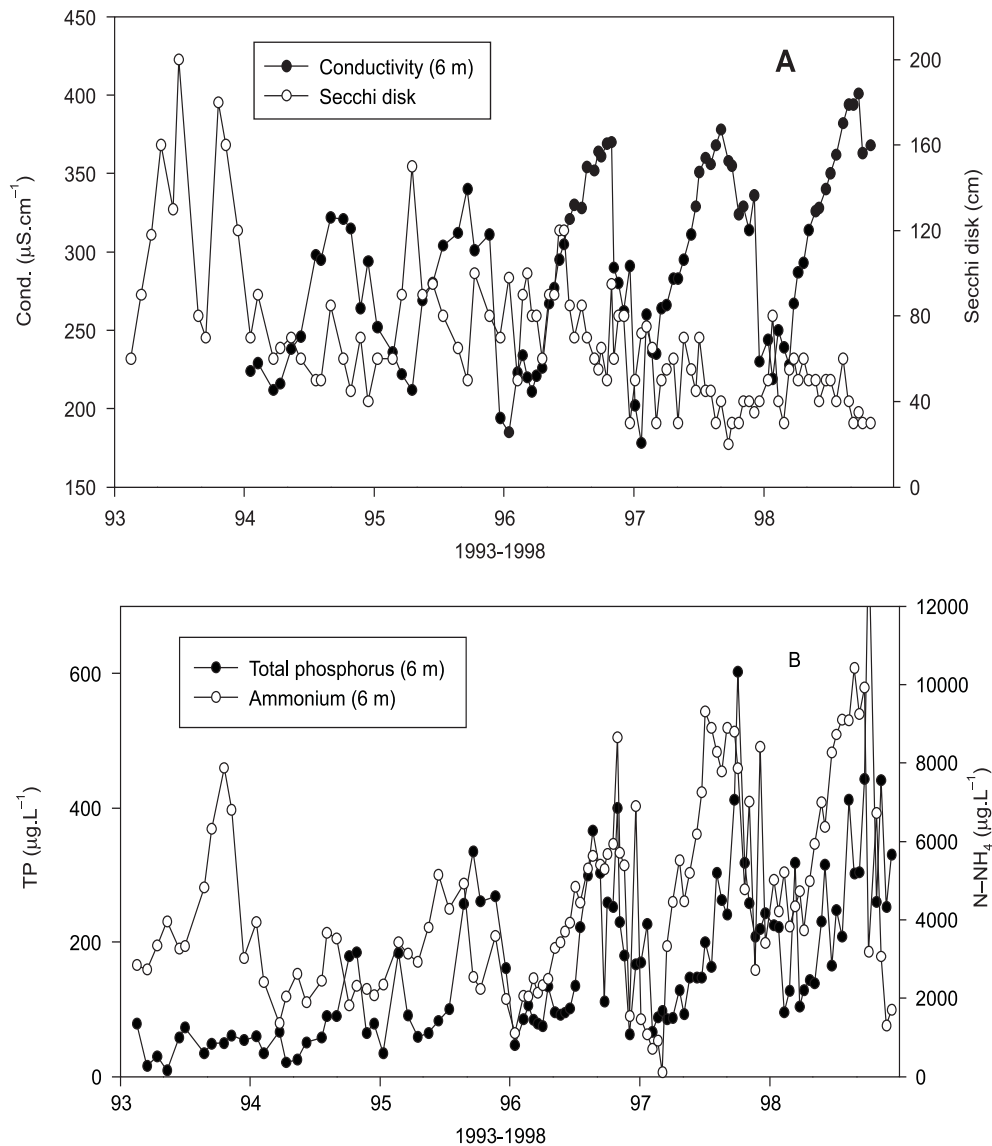 450
400
350
300
250
200
150
Cond. (μS.cm⁻¹)
Conductivity (6 m)
Secchi disk
A
200
160
120
80
40
0
Secchi disk (cm)
93 94 95 96 97 98
1993-1998
600
400
200
0
TP (μg.L⁻¹)
Total phosphorus (6 m)
Ammonium (6 m)
B
12000
10000
8000
6000
4000
2000
0
N–NH₄ (μg.L⁻¹)
93 94 95 96 97 98
1993-1998